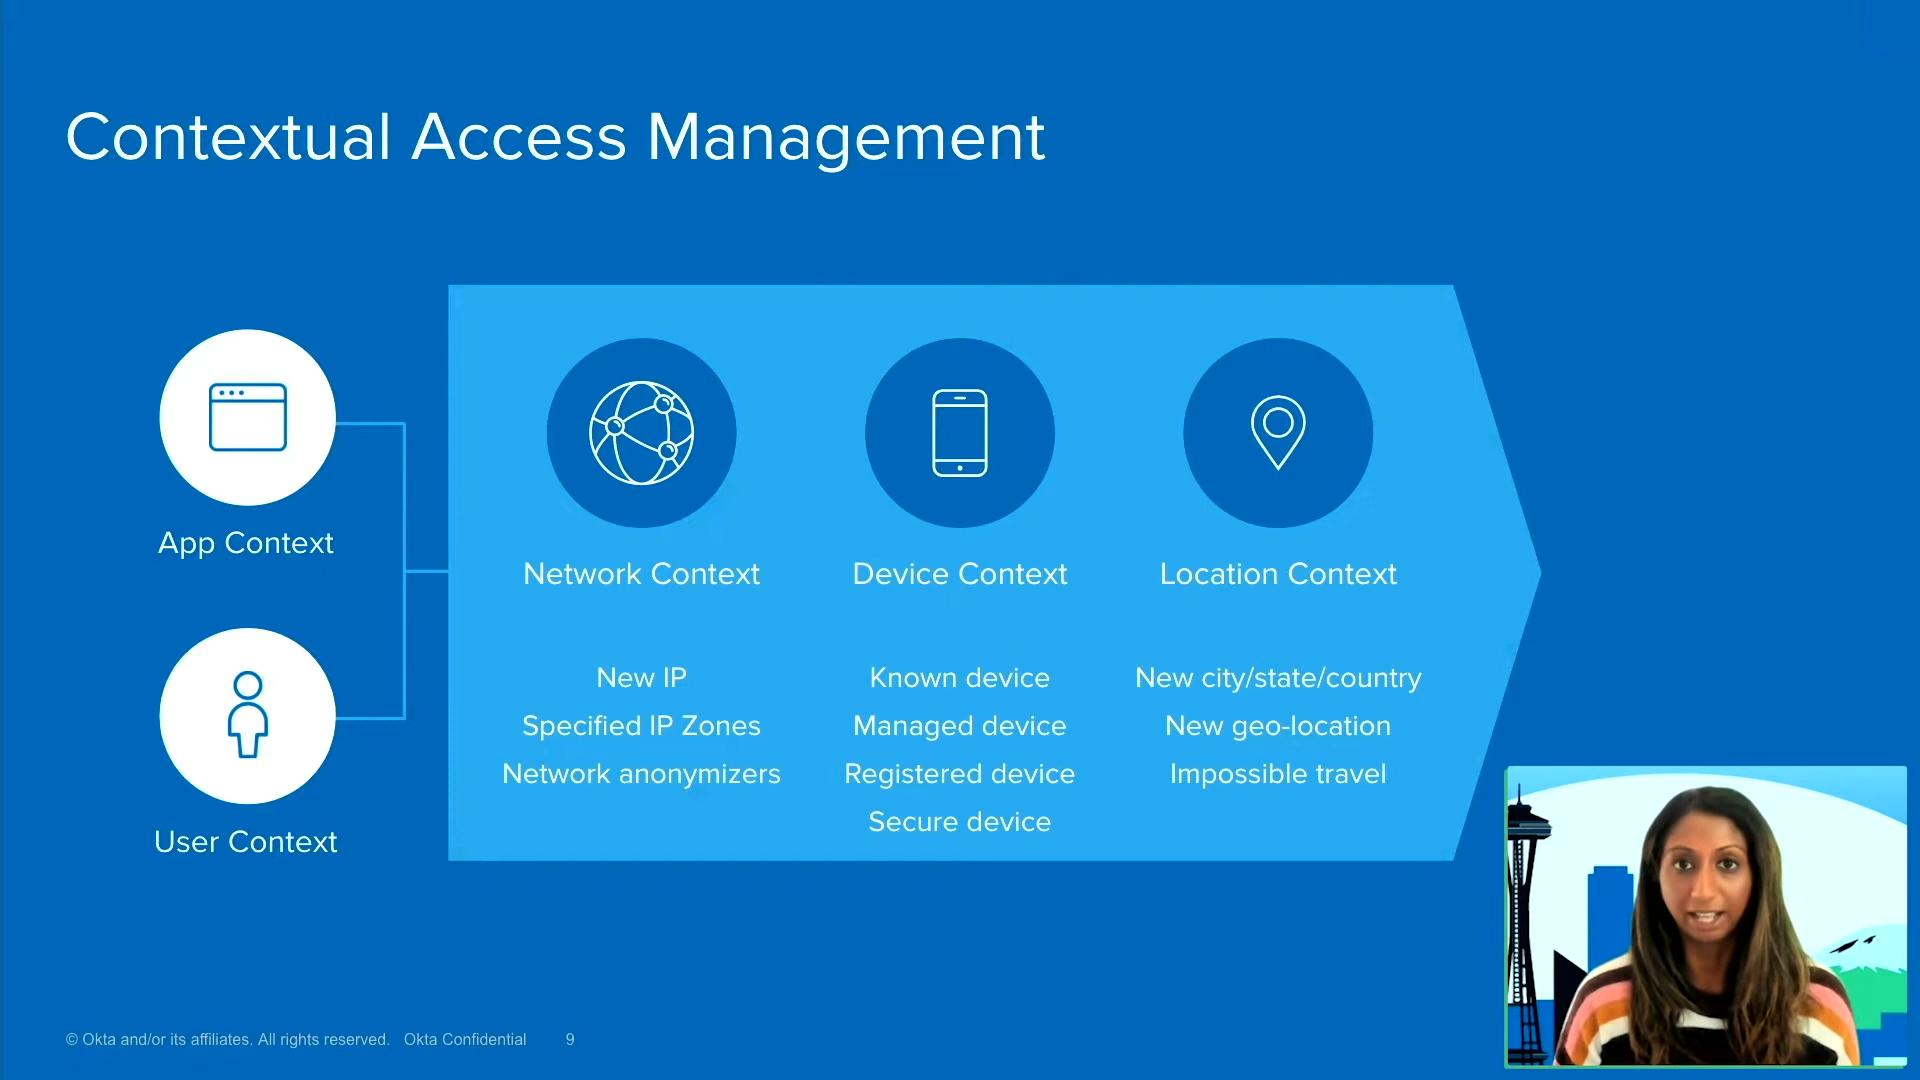 Contextual Access Management
App Context
User Context
Network Context
New IP
Specified IP Zones
Network anonymizers
Device Context
Known device
Managed device
Registered device
Secure device
Location Context
New city/state/country
New geo-location
Impossible travel
© Okta and/or its affiliates. All rights reserved. Okta Confidential 9